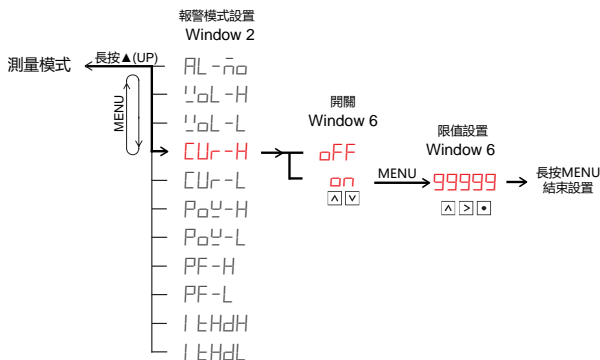 報警模式設置
Window 2
測量模式
長按▲(UP)
MENU
AL-no
VoL-H
VoL-L
CUr-H
CUr-L
PoW-H
PoW-L
PF-H
PF-L
I tHdH
I tHdL
開關
Window 6
oFF
on
MENU
限值設置
Window 6
99999
長按MENU
結束設置